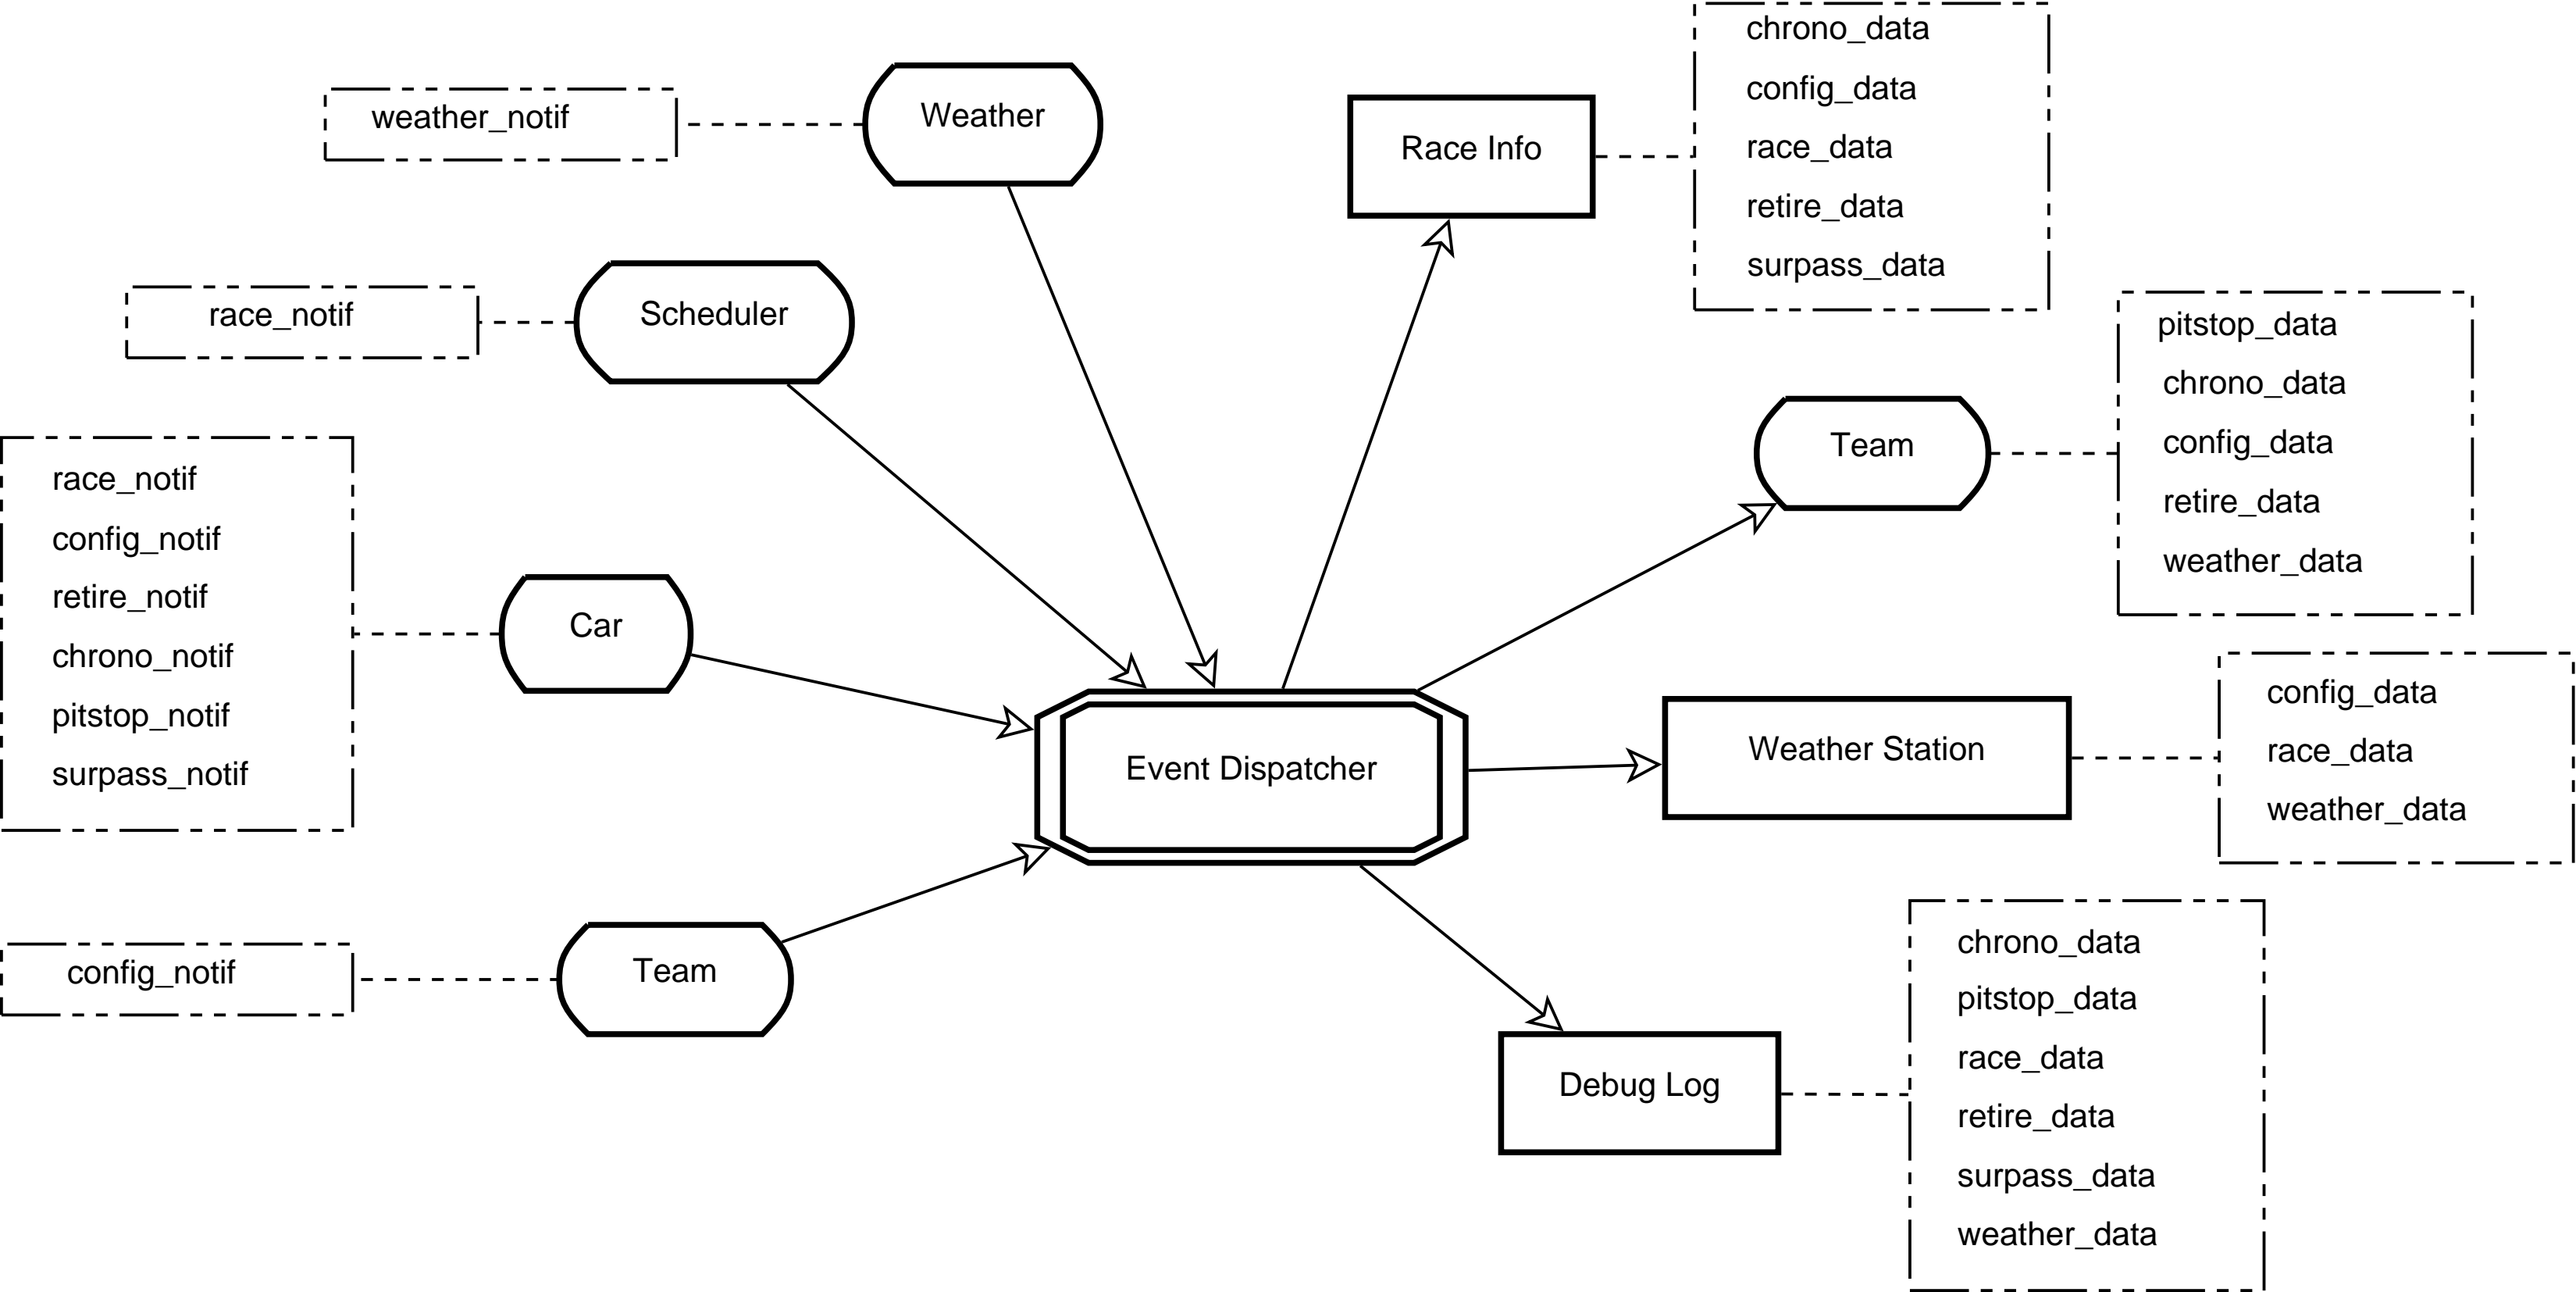 weather_notif
Weather
race_notif
Scheduler
race_notif
config_notif
retire_notif
chrono_notif
pitstop_notif
surpass_notif
Car
config_notif
Team
Event Dispatcher
Race Info
chrono_data
config_data
race_data
retire_data
surpass_data
Team
pitstop_data
chrono_data
config_data
retire_data
weather_data
Weather Station
config_data
race_data
weather_data
Debug Log
chrono_data
pitstop_data
race_data
retire_data
surpass_data
weather_data